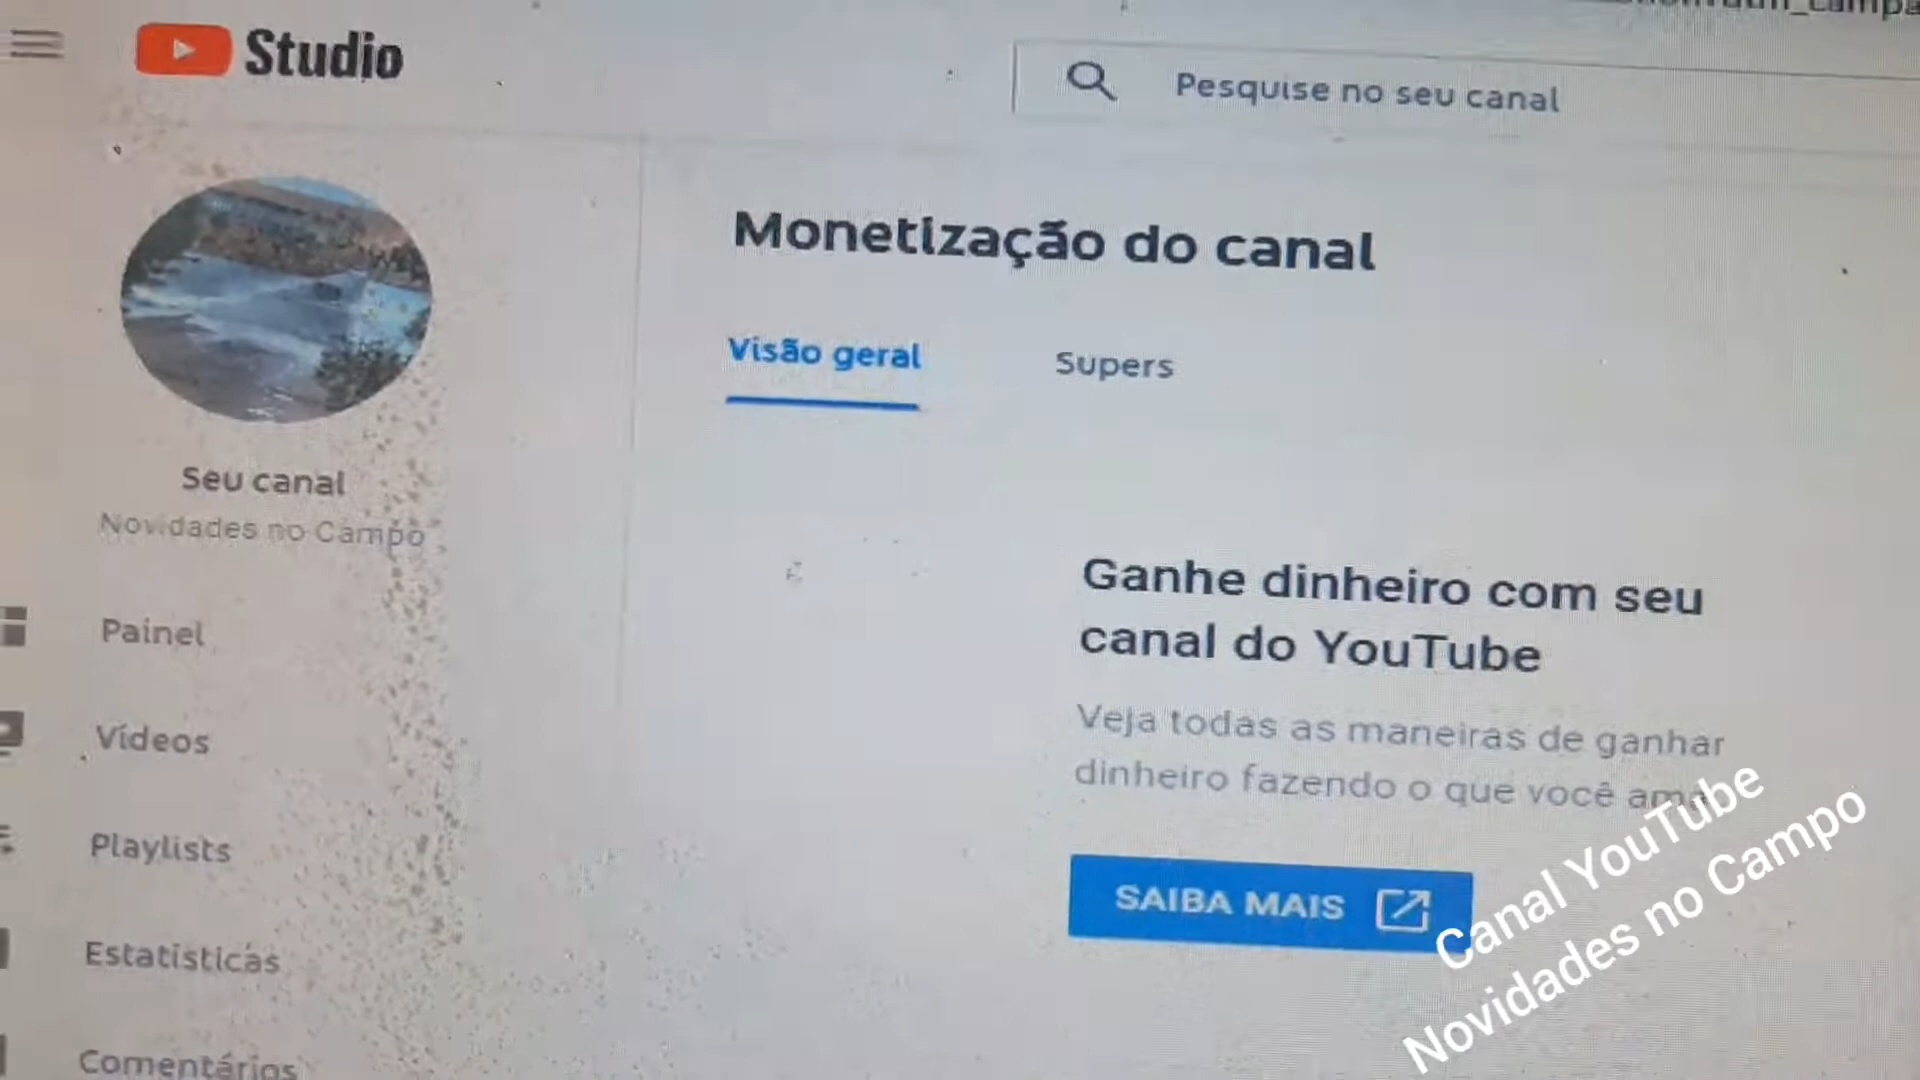 Studio
Pesquise no seu canal
Monetização do canal
Visão geral
Supers
Seu canal
Novidades no Campo
Painel
Vídeos
Playlists
Estatísticas
Comentários
Ganhe dinheiro com seu
canal do YouTube
Veja todas as maneiras de ganhar
dinheiro fazendo o que você ama
SAIBA MAIS
Canal YouTube
Novidades no Campo